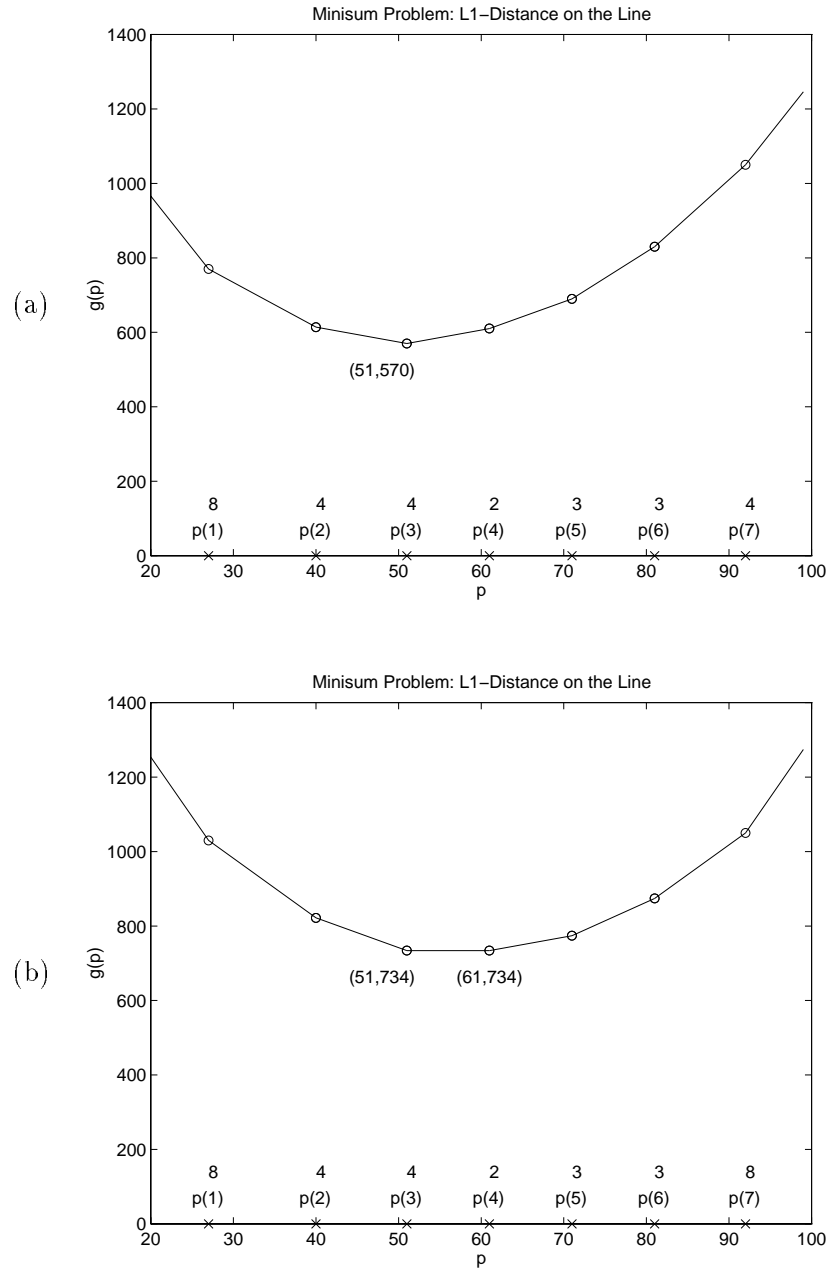 Minisum Problem: L1−Distance on the Line
1400
1200
1000
800
600
400
200
0
g(p)
(a)
(51,570)
8 4 4 2 3 3 4
p(1) p(2) p(3) p(4) p(5) p(6) p(7)
20 30 40 50 60 70 80 90 100
p
Minisum Problem: L1−Distance on the Line
1400
1200
1000
800
600
400
200
0
g(p)
(b)
(51,734) (61,734)
8 4 4 2 3 3 8
p(1) p(2) p(3) p(4) p(5) p(6) p(7)
20 30 40 50 60 70 80 90 100
p